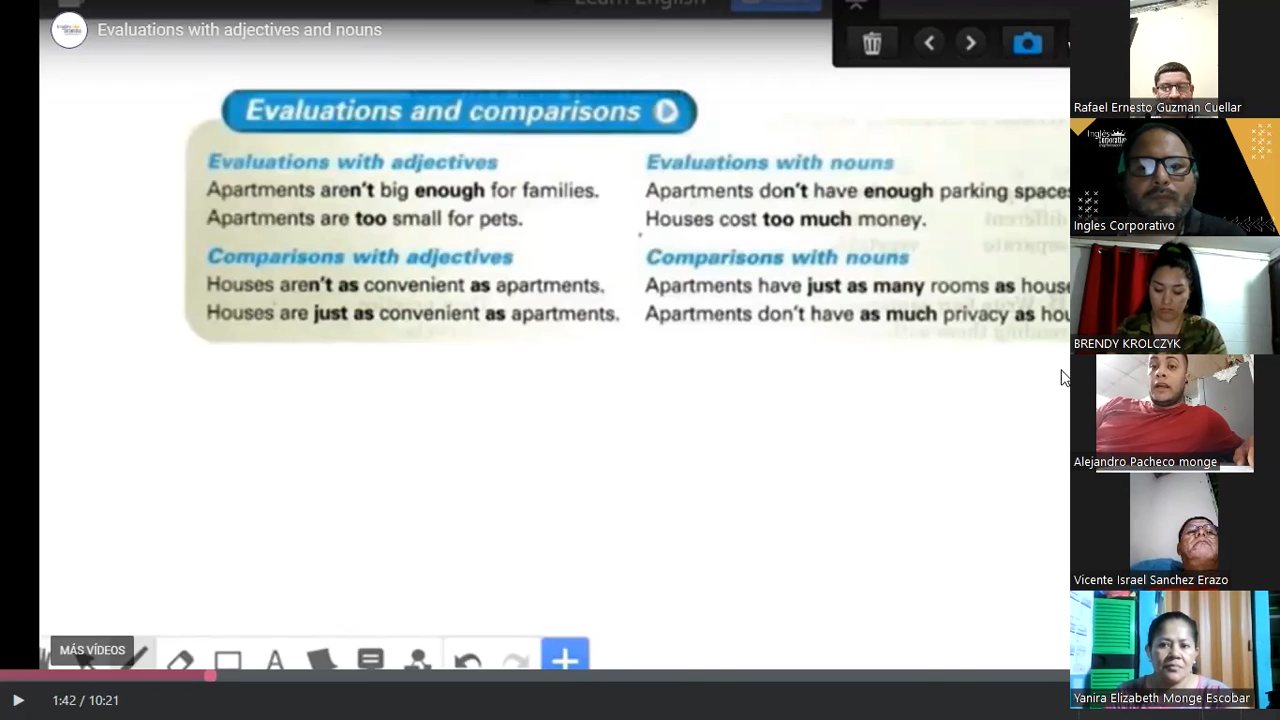 Learn English
Evaluations with adjectives and nouns
Evaluations and comparisons
Evaluations with adjectives
Apartments aren't big enough for families.
Apartments are too small for pets.
Comparisons with adjectives
Houses aren't as convenient as apartments.
Houses are just as convenient as apartments.
Evaluations with nouns
Apartments don't have enough parking spaces
Houses cost too much money.
Comparisons with nouns
Apartments have just as many rooms as house
Apartments don't have as much privacy as hou
MÁS VÍDEOS
A
1:42 / 10:21
Rafael Ernesto Guzman Cuellar
Inglés
Corporativo
Ingles Corporativo
BRENDY KROLCZYK
Alejandro Pacheco monge
Vicente Israel Sanchez Erazo
Yanira Elizabeth Monge Escobar